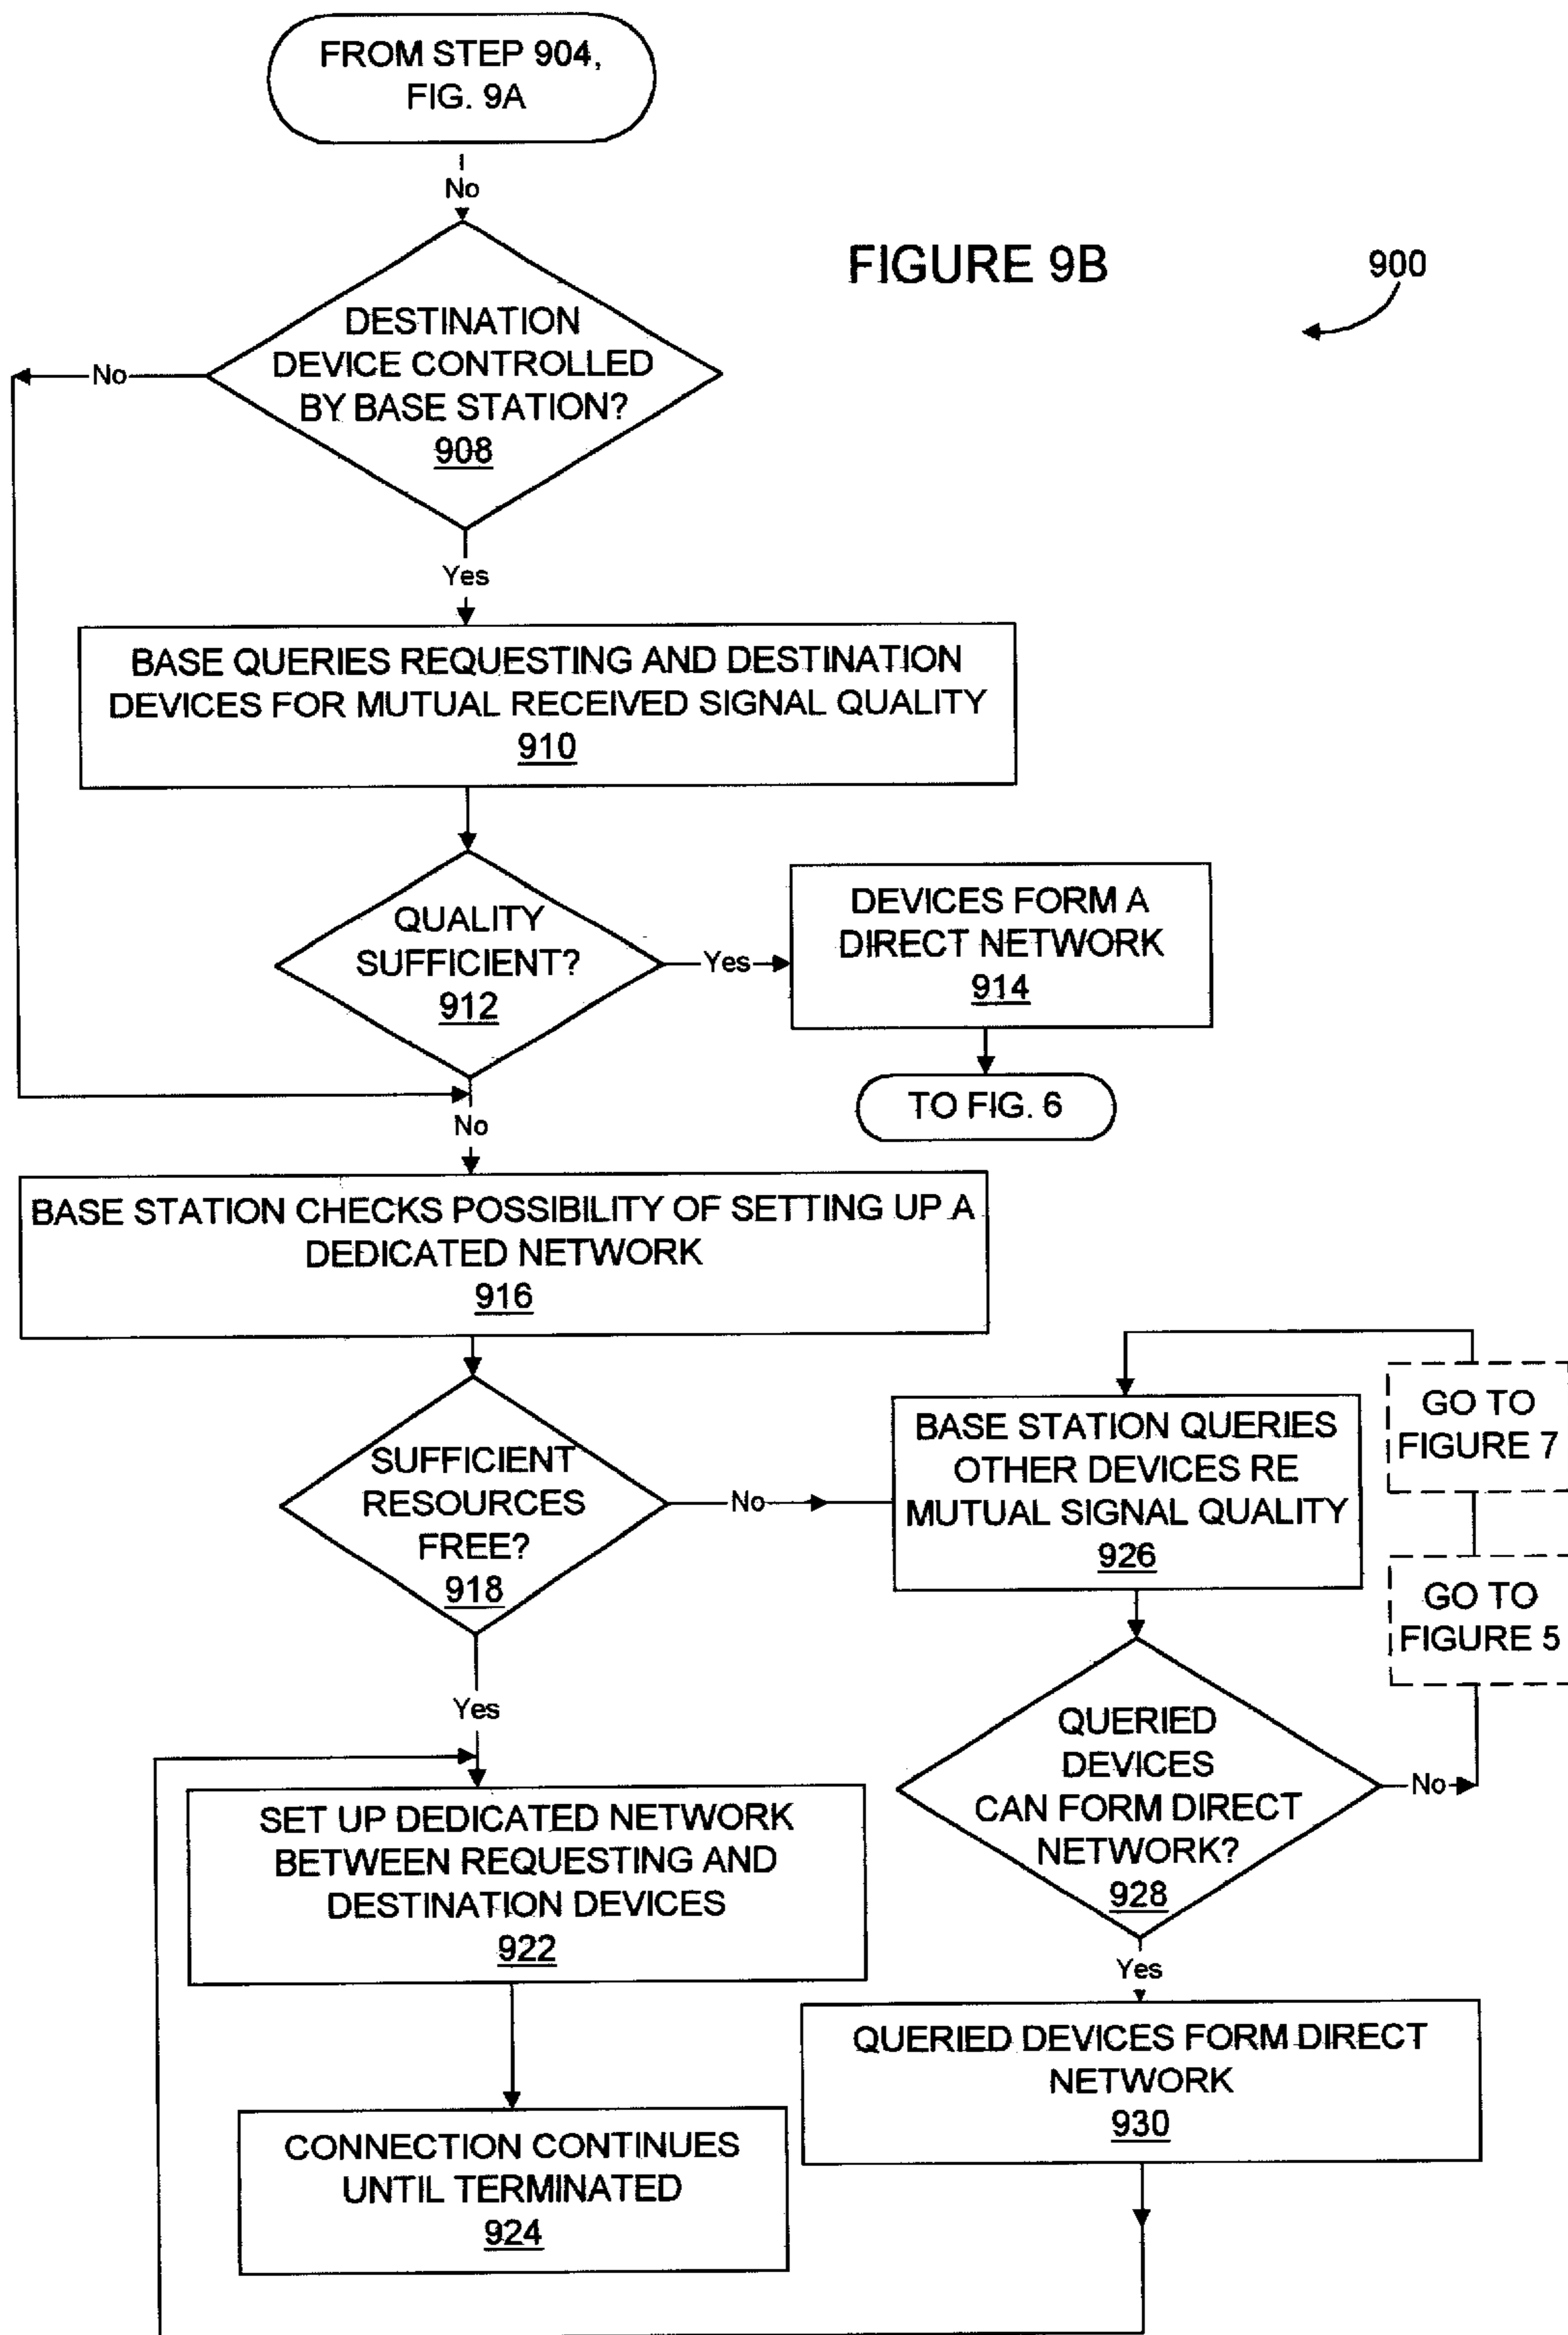 FROM STEP 904,
FIG. 9A
No
FIGURE 9B
900
DESTINATION
DEVICE CONTROLLED
BY BASE STATION?
908
No
Yes
BASE QUERIES REQUESTING AND DESTINATION
DEVICES FOR MUTUAL RECEIVED SIGNAL QUALITY
910
QUALITY
SUFFICIENT?
912
Yes
DEVICES FORM A
DIRECT NETWORK
914
TO FIG. 6
No
BASE STATION CHECKS POSSIBILITY OF SETTING UP A
DEDICATED NETWORK
916
SUFFICIENT
RESOURCES
FREE?
918
No
BASE STATION QUERIES
OTHER DEVICES RE
MUTUAL SIGNAL QUALITY
926
GO TO
FIGURE 7
GO TO
FIGURE 5
Yes
QUERIED
DEVICES
CAN FORM DIRECT
NETWORK?
928
No
SET UP DEDICATED NETWORK
BETWEEN REQUESTING AND
DESTINATION DEVICES
922
Yes
QUERIED DEVICES FORM DIRECT
NETWORK
930
CONNECTION CONTINUES
UNTIL TERMINATED
924